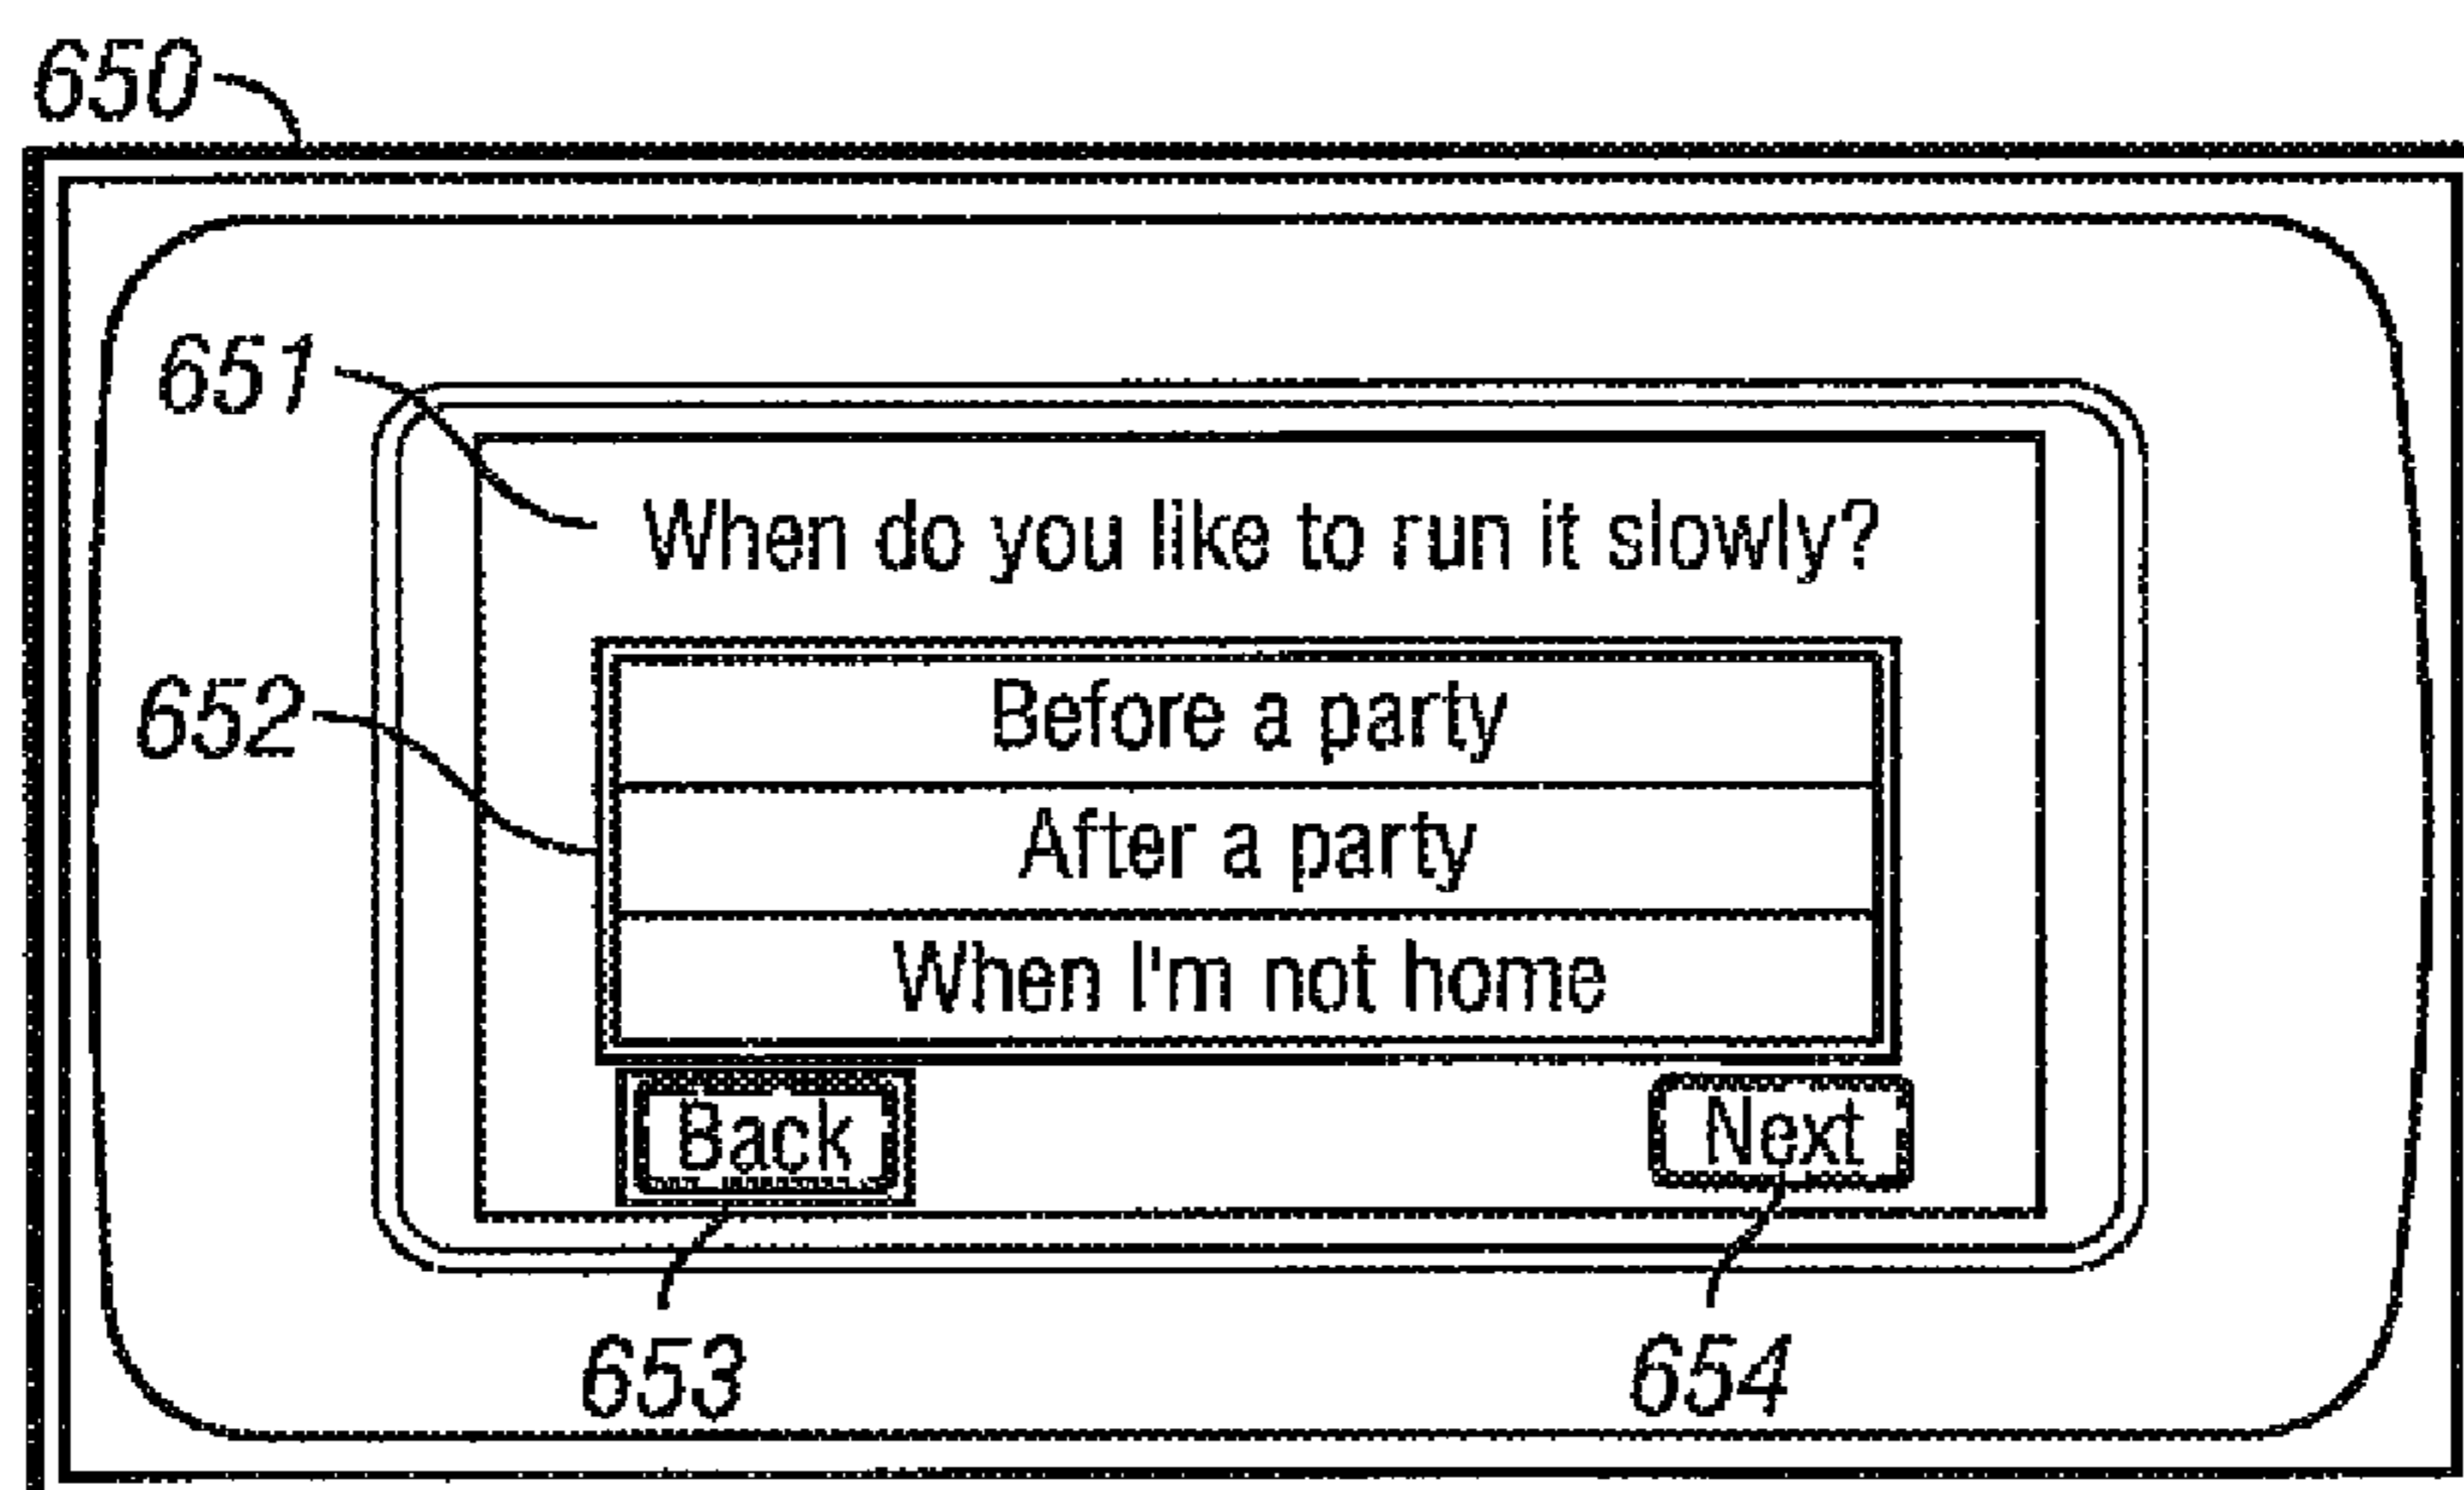 650
651
When do you like to run it slowly?
652
Before a party
After a party
When I'm not home
Back
Next
653
654